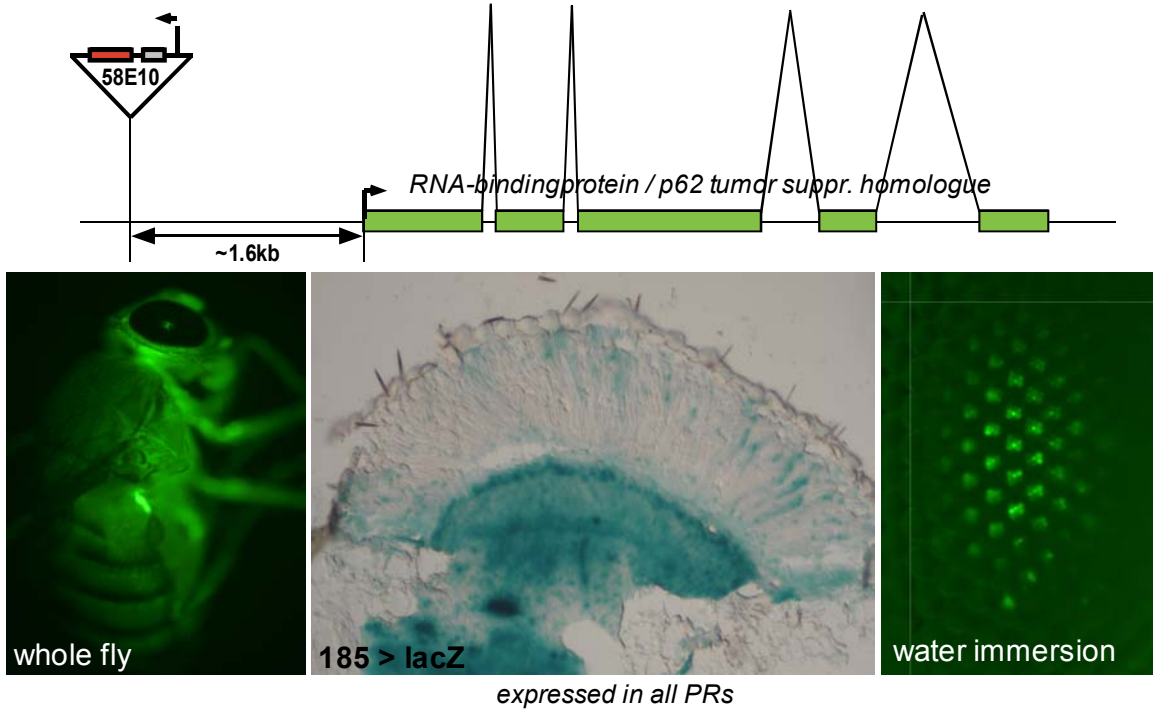 58E10
RNA-bindingprotein / p62 tumor suppr. homologue
~1.6kb
whole fly
185 > lacZ
water immersion
expressed in all PRs